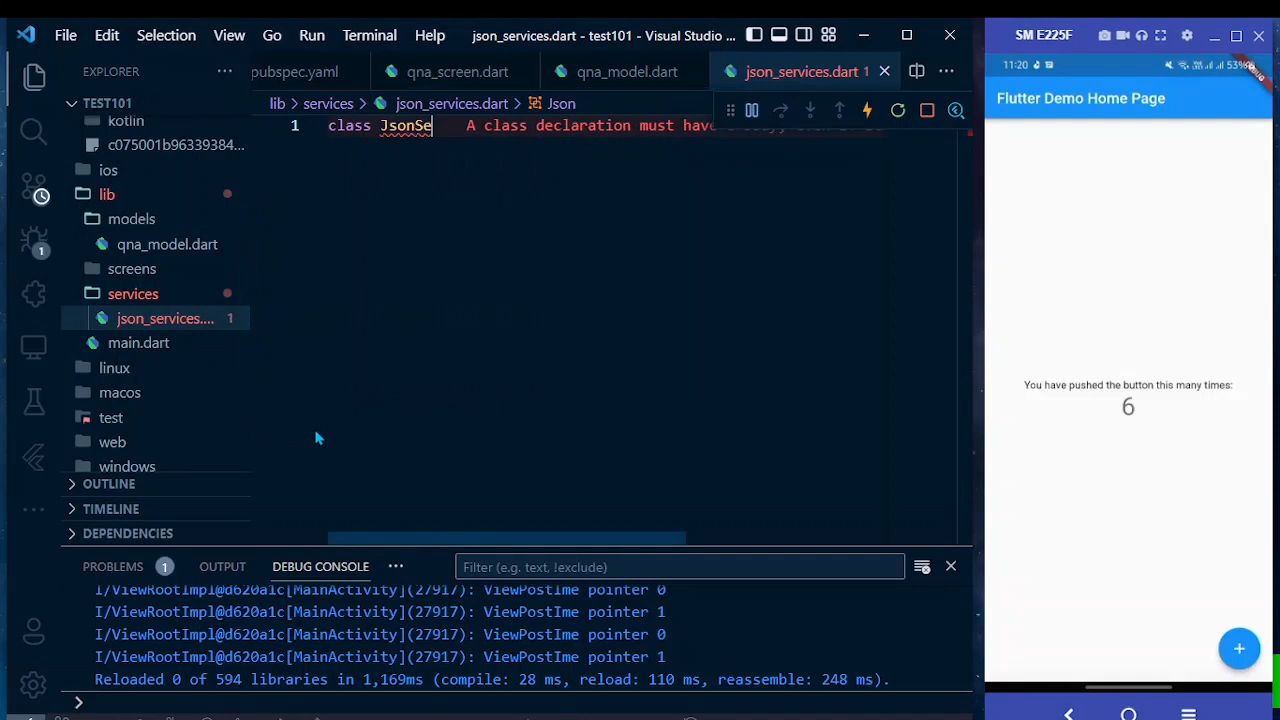 File Edit Selection View Go Run Terminal Help json_services.dart - test101 - Visual Studio ...
EXPLORER
TEST101
kotlin
c075001b96339384...
ios
lib
models
qna_model.dart
screens
services
json_services.... 1
main.dart
linux
macos
test
web
windows
OUTLINE
TIMELINE
DEPENDENCIES
1
pubspec.yaml qna_screen.dart qna_model.dart json_services.dart 1
lib > services > json_services.dart > Json
1 class JsonSe A class declaration must have
PROBLEMS 1 OUTPUT DEBUG CONSOLE Filter (e.g. text, !exclude)
I/ViewRootImpl@d620a1c[MainActivity](27917): ViewPostIme pointer 0
I/ViewRootImpl@d620a1c[MainActivity](27917): ViewPostIme pointer 1
I/ViewRootImpl@d620a1c[MainActivity](27917): ViewPostIme pointer 0
I/ViewRootImpl@d620a1c[MainActivity](27917): ViewPostIme pointer 1
Reloaded 0 of 594 libraries in 1,169ms (compile: 28 ms, reload: 110 ms, reassemble: 248 ms).
SM E225F
11:20 53%
DEBUG
Flutter Demo Home Page
You have pushed the button this many times:
6